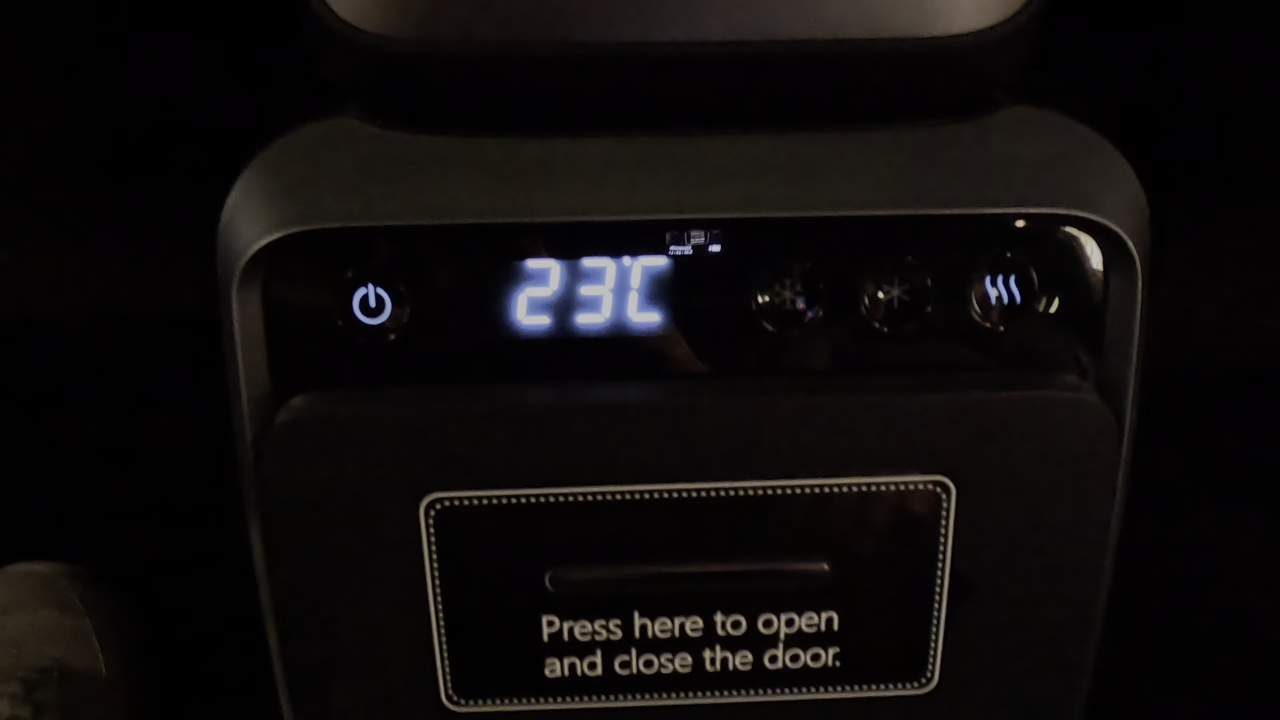 23°C
Press here to open
and close the door.